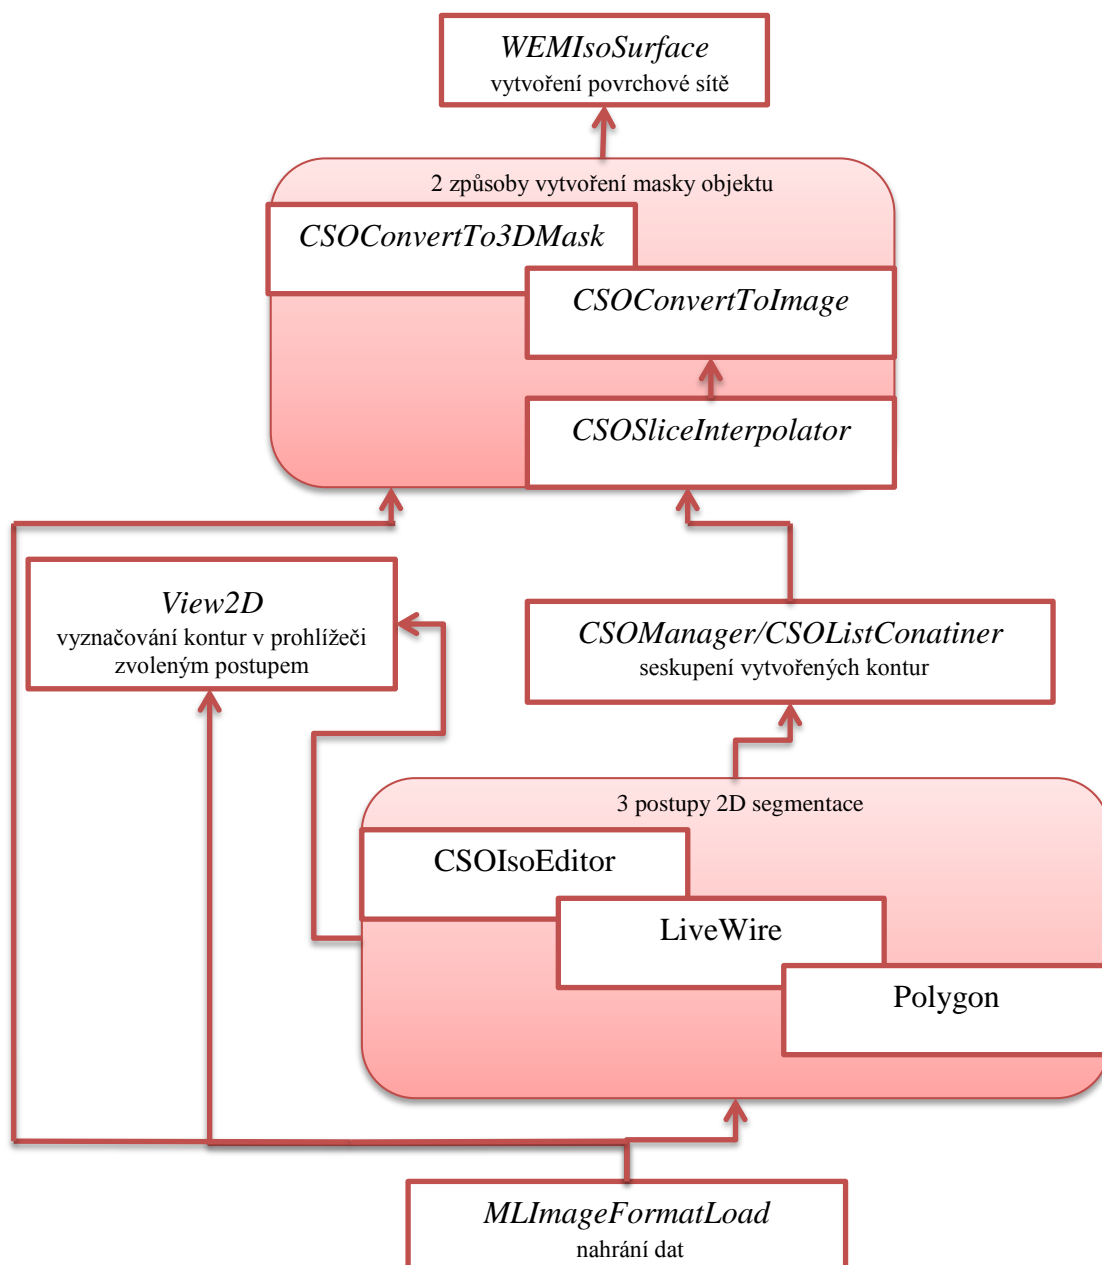 WEMIsoSurface
vytvoření povrchové sítě
2 způsoby vytvoření masky objektu
CSOConvertTo3DMask
CSOConvertToImage
CSOSliceInterpolator
View2D
vyznačování kontur v prohlížeči
zvoleným postupem
CSOManager/CSOListConatiner
seskupení vytvořených kontur
3 postupy 2D segmentace
CSOIsoEditor
LiveWire
Polygon
MLImageFormatLoad
nahrání dat